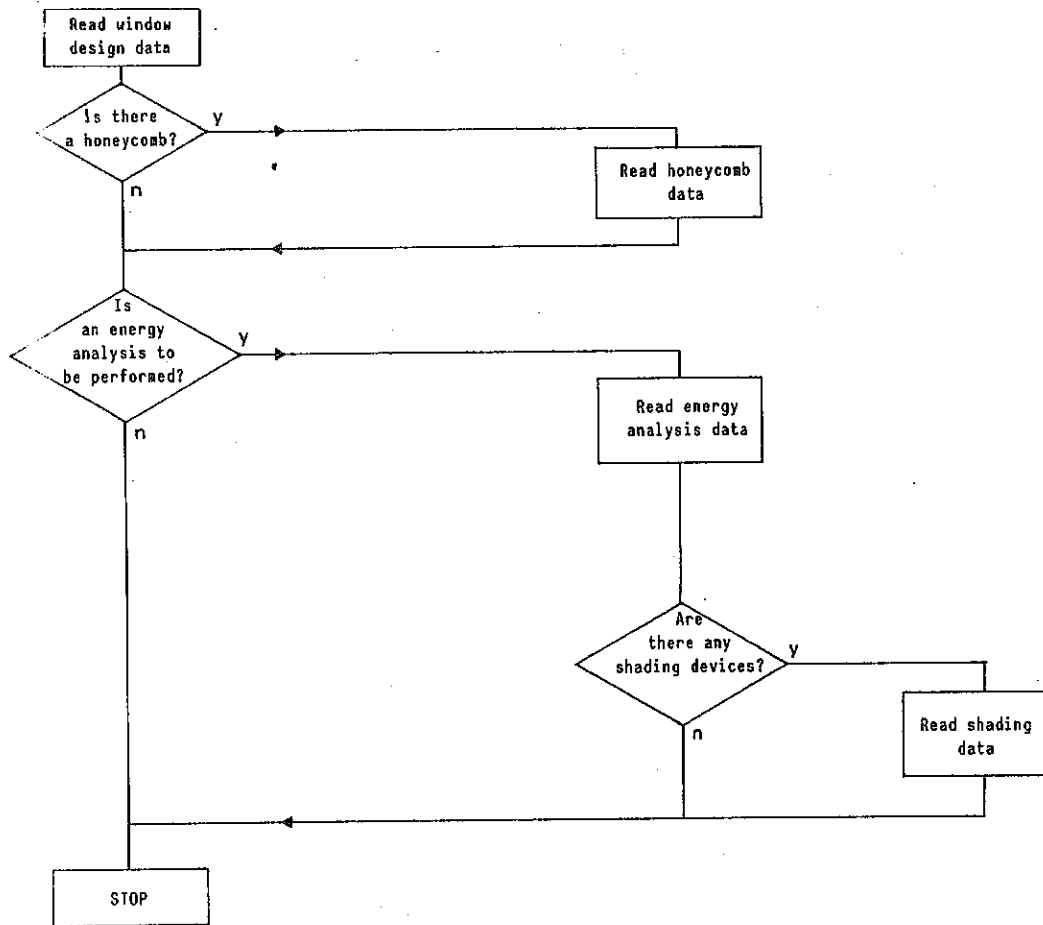 Read window
design data
Is there
a honeycomb?
y
n
Read honeycomb
data
Is
an energy
analysis to
be performed?
y
n
Read energy
analysis data
Are
there any
shading devices?
y
n
Read shading
data
STOP